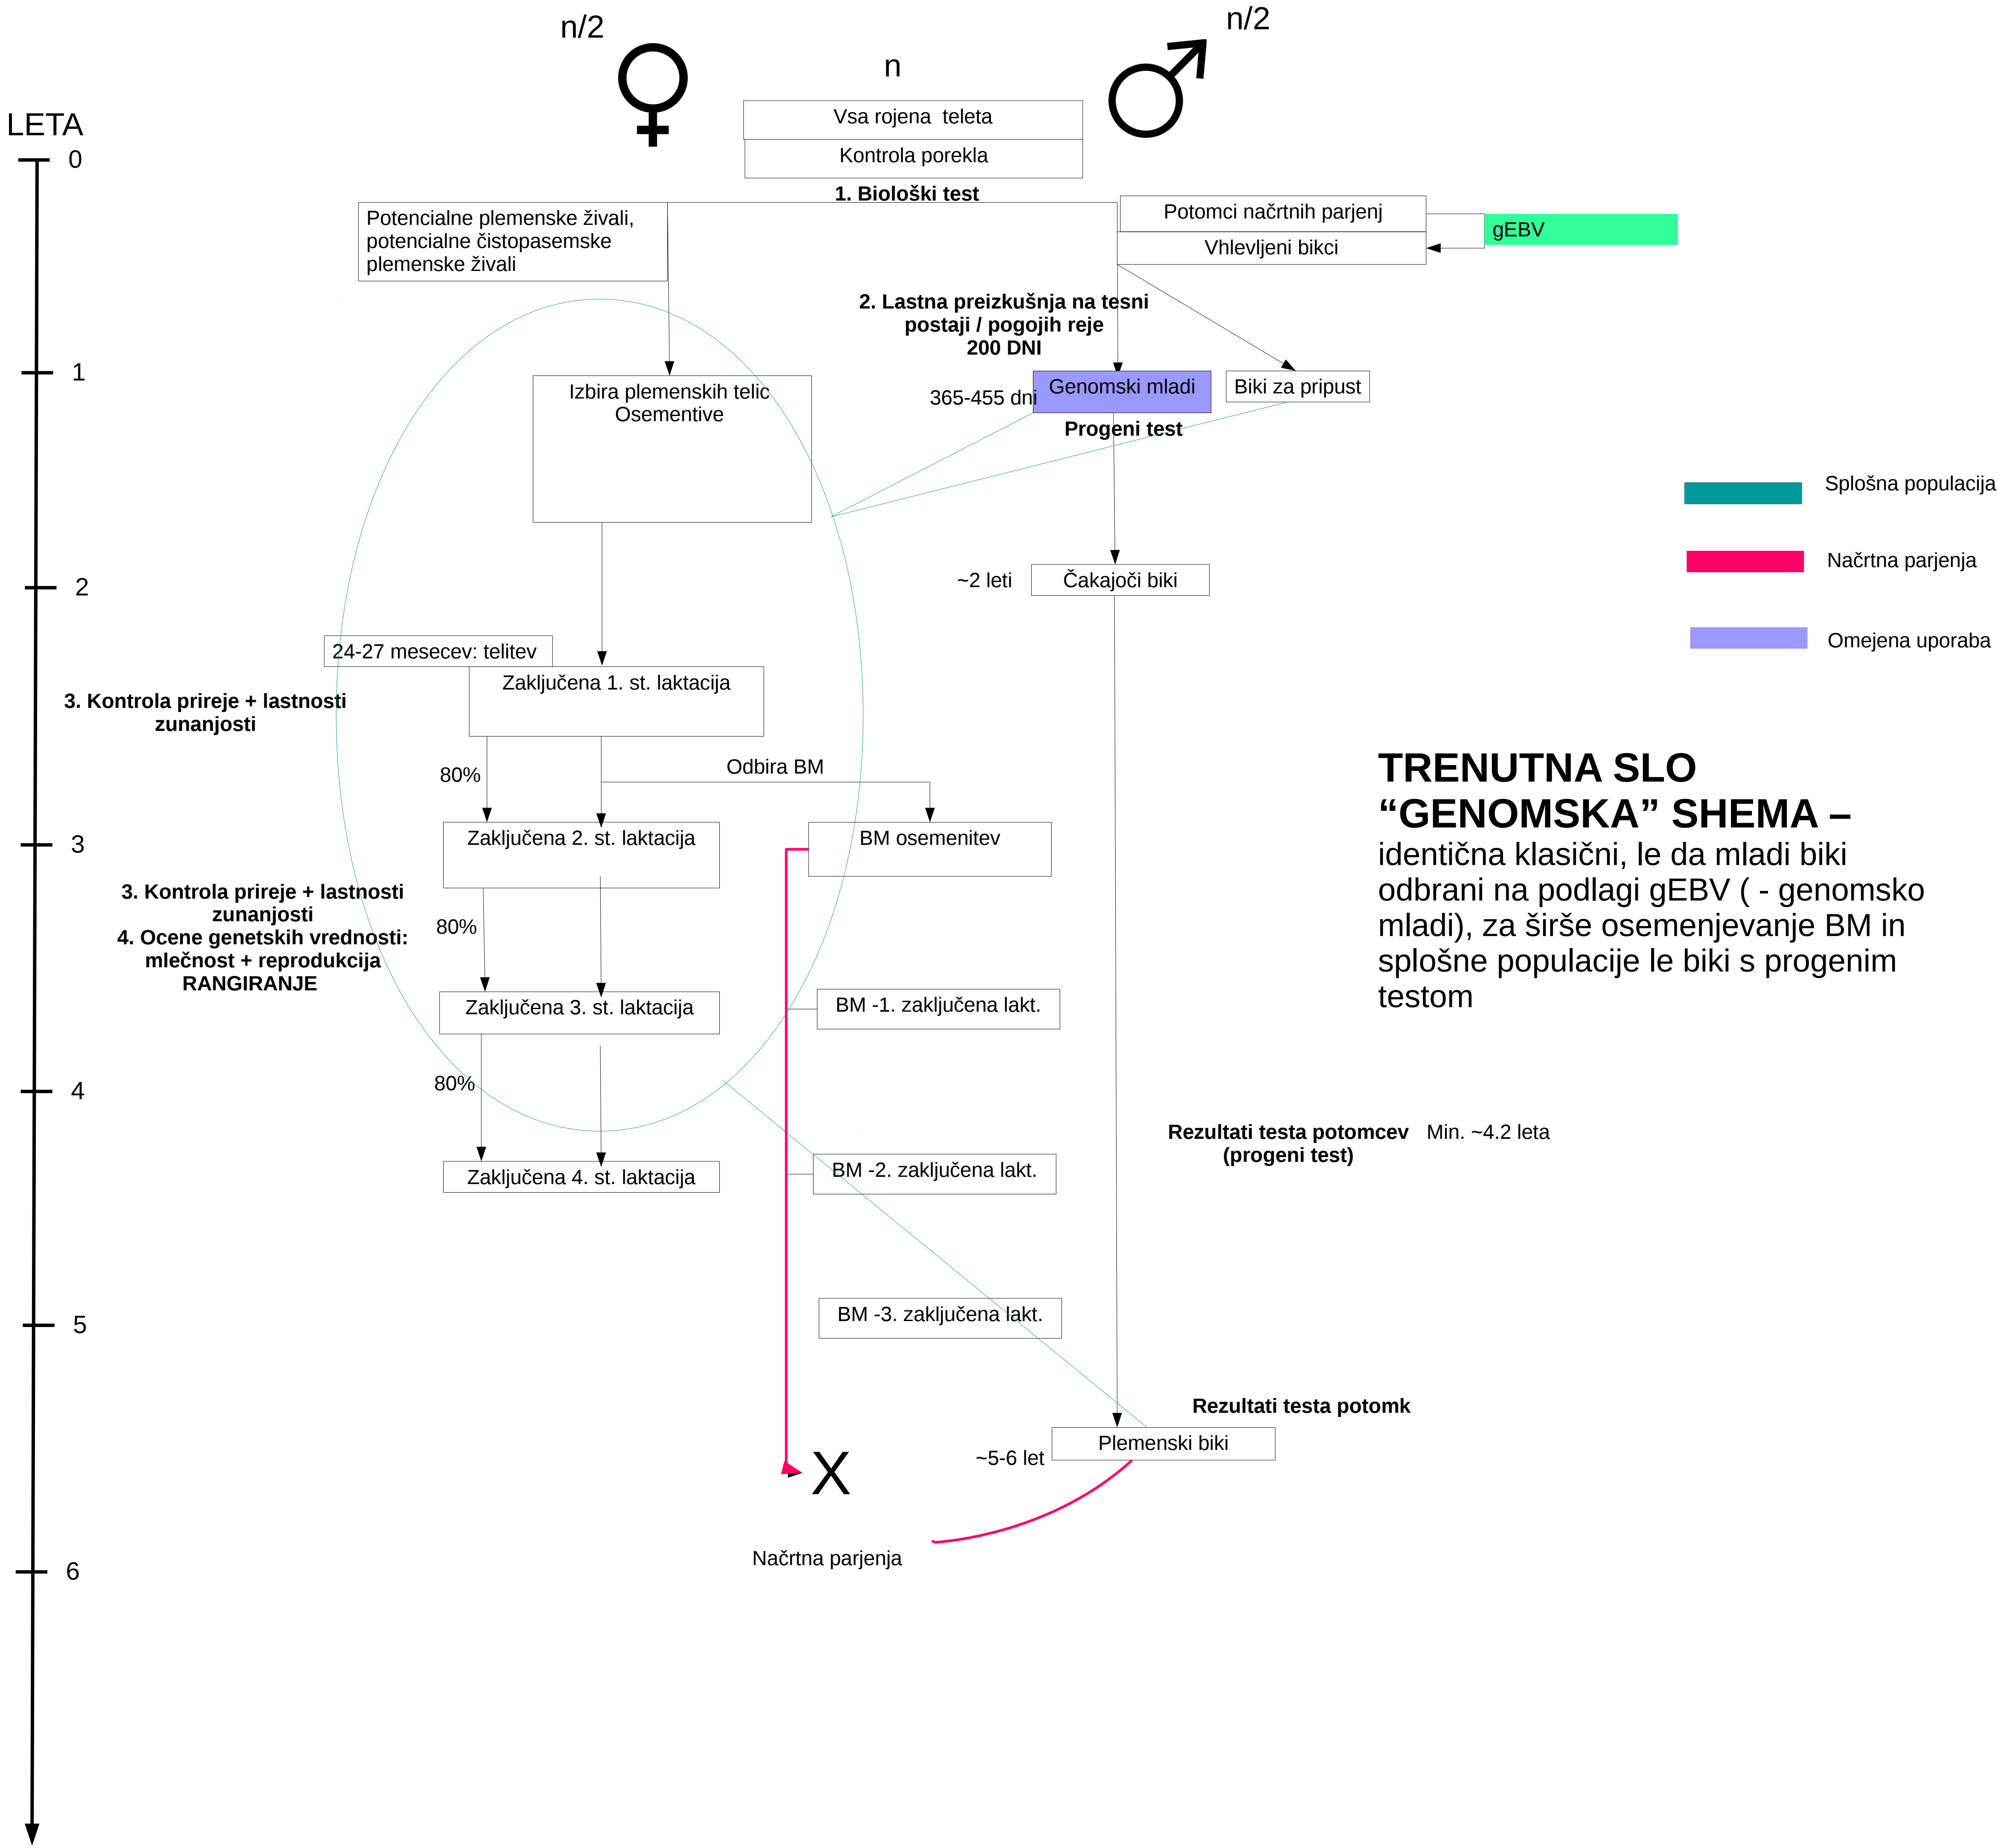 n/2
n/2
n
LETA
Vsa rojena  teleta
Kontrola porekla
0
1. Biološki test
Potencialne plemenske živali,
potencialne čistopasemske
plemenske živali
Potomci načrtnih parjenj
Vhlevljeni bikci
gEBV
2. Lastna preizkušnja na tesni
postaji / pogojih reje
200 DNI
1
Izbira plemenskih telic
Osementive
365-455 dni
Genomski mladi
Biki za pripust
Progeni test
Splošna populacija
Načrtna parjenja
Omejena uporaba
2
~2 leti
Čakajoči biki
24-27 mesecev: telitev
Zaključena 1. st. laktacija
3. Kontrola prireje + lastnosti
zunanjosti
80%
Odbira BM
TRENUTNA SLO
“GENOMSKA” SHEMA –
identična klasični, le da mladi biki
odbrani na podlagi gEBV ( - genomsko
mladi), za širše osemenjevanje BM in
splošne populacije le biki s progenim
testom
3
Zaključena 2. st. laktacija
BM osemenitev
3. Kontrola prireje + lastnosti
zunanjosti
4. Ocene genetskih vrednosti:
mlečnost + reprodukcija
RANGIRANJE
80%
Zaključena 3. st. laktacija
BM -1. zaključena lakt.
4
80%
Rezultati testa potomcev
(progeni test)
Min. ~4.2 leta
Zaključena 4. st. laktacija
BM -2. zaključena lakt.
5
BM -3. zaključena lakt.
Rezultati testa potomk
~5-6 let
Plemenski biki
X
Načrtna parjenja
6